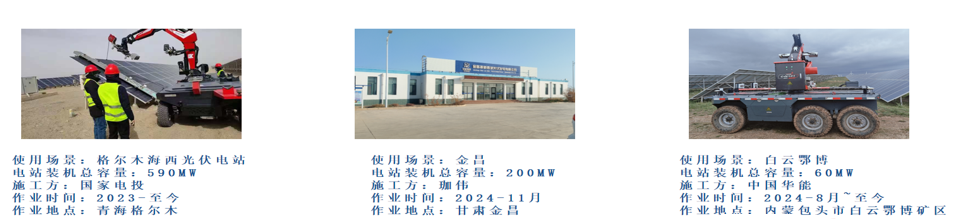 使用场景：格尔木海西光伏电站
电站装机总容量：590MW
施工方：国家电投
作业时间：2023-至今
作业地点：青海格尔木
使用场景：金昌
电站装机总容量：200MW
施工方：珈伟
作业时间：2024-11月
作业地点：甘肃金昌
使用场景：白云鄂博
电站装机总容量：60MW
施工方：中国华能
作业时间：2024-8月~至今
作业地点：内蒙包头市白云鄂博矿区